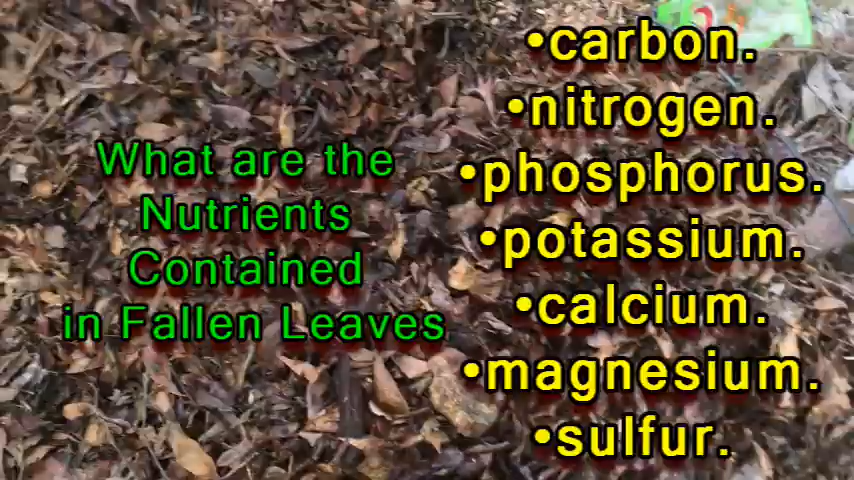 What are the
Nutrients
Contained
in Fallen Leaves
•carbon.
•nitrogen.
•phosphorus.
•potassium.
•calcium.
•magnesium.
•sulfur.